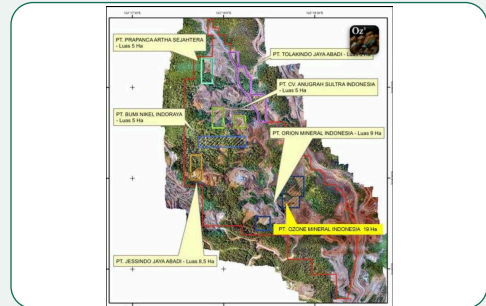 Oz
PT. PRAPANCA ARTHA SEJAHTERA
- Luas 5 Ha
PT. TOLAKINDO JAYA ABADI - Luas
PT. CV. ANUGRAH SULTRA INDONESIA
- Luas 5 Ha
PT. BUMI NIKEL INDORAYA
- Luas 5 Ha
PT. ORION MINERAL INDONESIA - Luas 9 Ha
PT. OZONE MINERAL INDONESIA 19 Ha
PT. JESSINDO JAYA ABADI - Luas 8,5 Ha